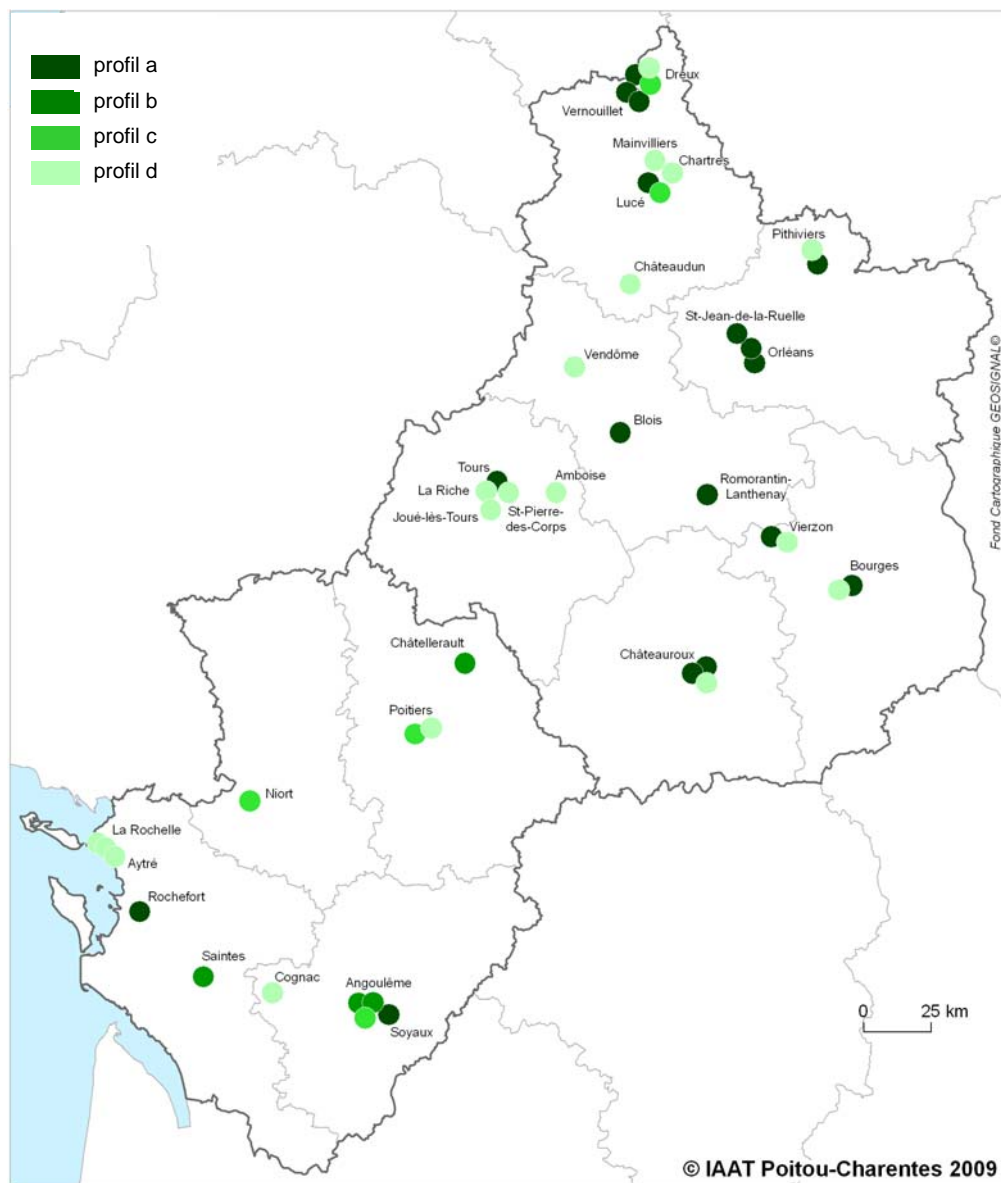 profil a
profil b
profil c
profil d
Dreux
Vernouillet
Mainvilliers
Chartres
Lucé
Pithiviers
Châteaudun
St-Jean-de-la-Ruelle
Orléans
Vendôme
Blois
Tours
La Riche
Amboise
Joué-lès-Tours
St-Pierre-
des-Corps
Romorantin-
Lanthenay
Vierzon
Bourges
Châtellerault
Châteauroux
Poitiers
Niort
La Rochelle
Aytré
Rochefort
Saintes
Cognac
Angoulême
Soyaux
0 25 km
Fond Cartographique GEOSIGNAL©
© IAAT Poitou-Charentes 2009